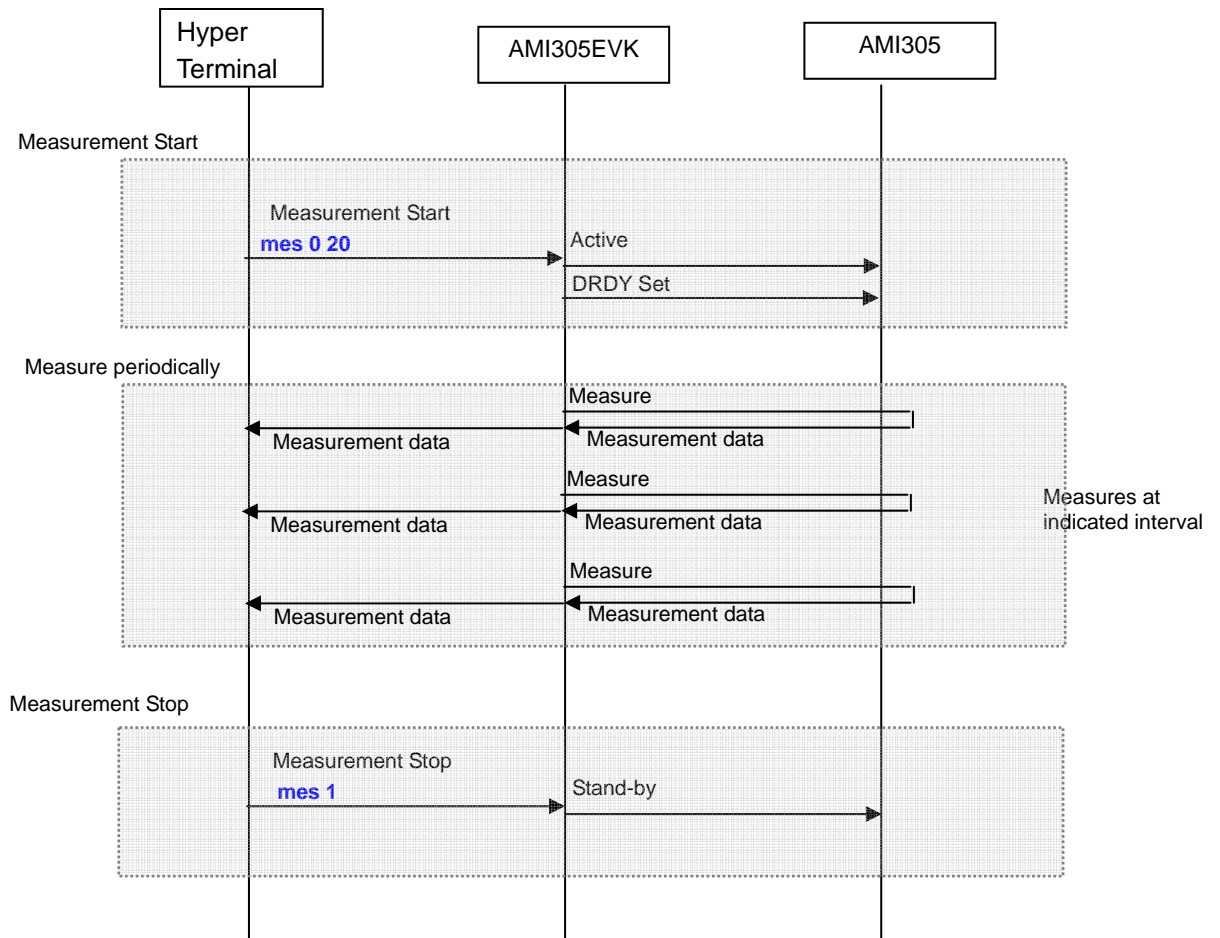 Hyper
Terminal
AMI305EVK
AMI305
Measurement Start
Measurement Start
mes 0 20
Active
DRDY Set
Measure periodically
Measure
Measurement data
Measurement data
Measure
Measurement data
Measurement data
Measures at
indicated interval
Measure
Measurement data
Measurement data
Measurement Stop
Measurement Stop
mes 1
Stand-by